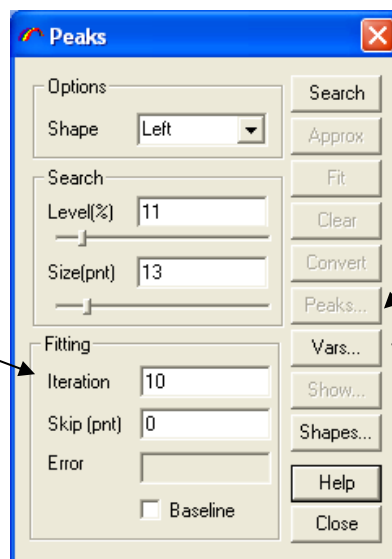 Peaks
Options
Shape Left
Search
Level(%) 11
Size(pnt) 13
Fitting
Iteration 10
Skip (pnt) 0
Error
Baseline
Search
Approx
Fit
Clear
Convert
Peaks...
Vars...
Show...
Shapes...
Help
Close